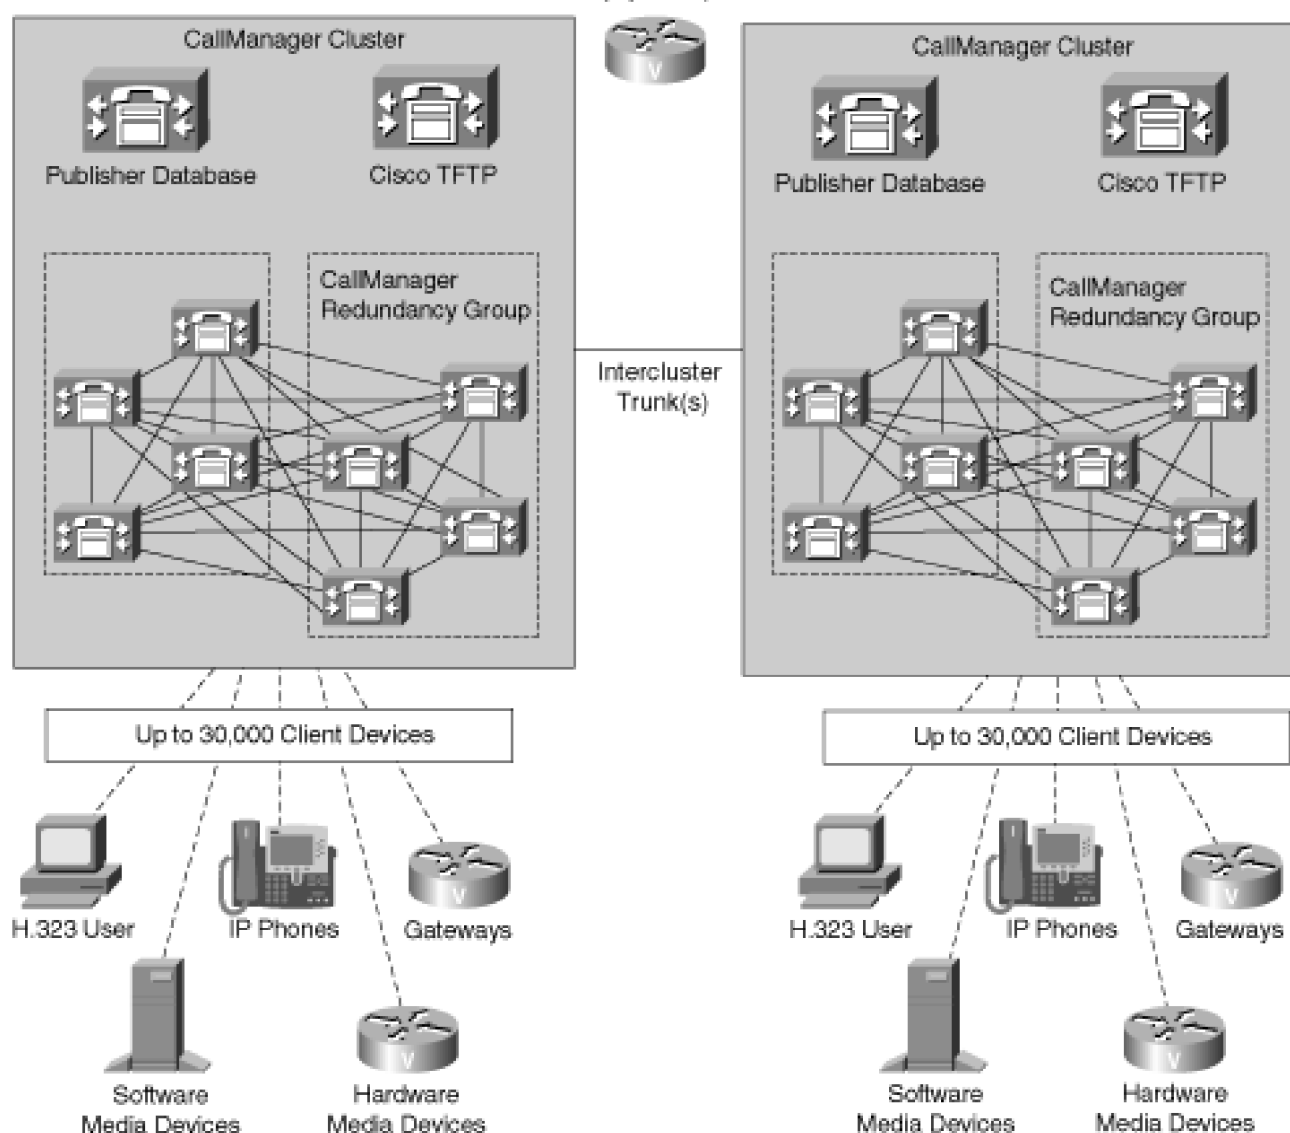 CallManager Cluster
Publisher Database
Cisco TFTP
CallManager
Redundancy Group
V
Intercluster
Trunk(s)
CallManager Cluster
Publisher Database
Cisco TFTP
CallManager
Redundancy Group
Up to 30,000 Client Devices
H.323 User
IP Phones
V
Gateways
Software
Media Devices
V
Hardware
Media Devices
Up to 30,000 Client Devices
H.323 User
IP Phones
V
Gateways
Software
Media Devices
V
Hardware
Media Devices